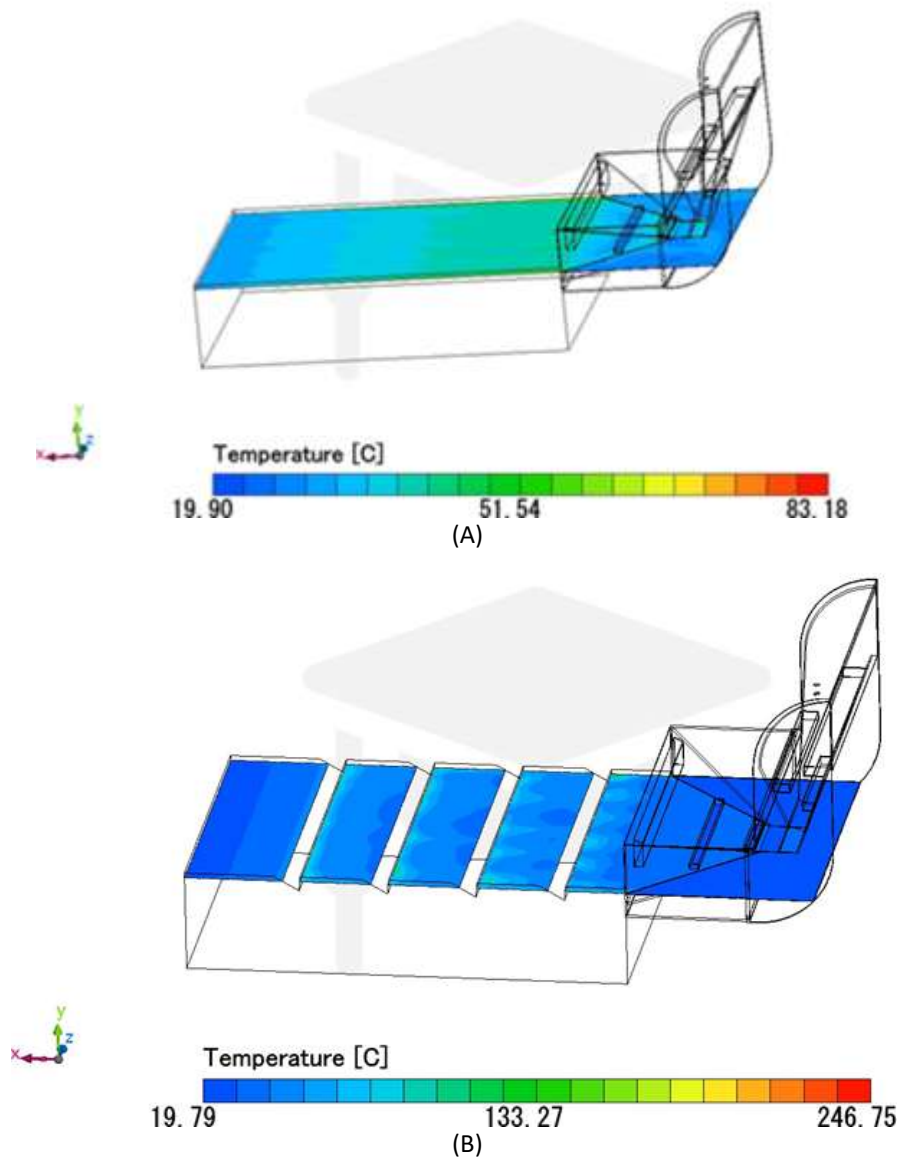 y
z
x
Temperature [C]
19.90 51.54 83.18
(A)
y
z
x
Temperature [C]
19.79 133.27 246.75
(B)